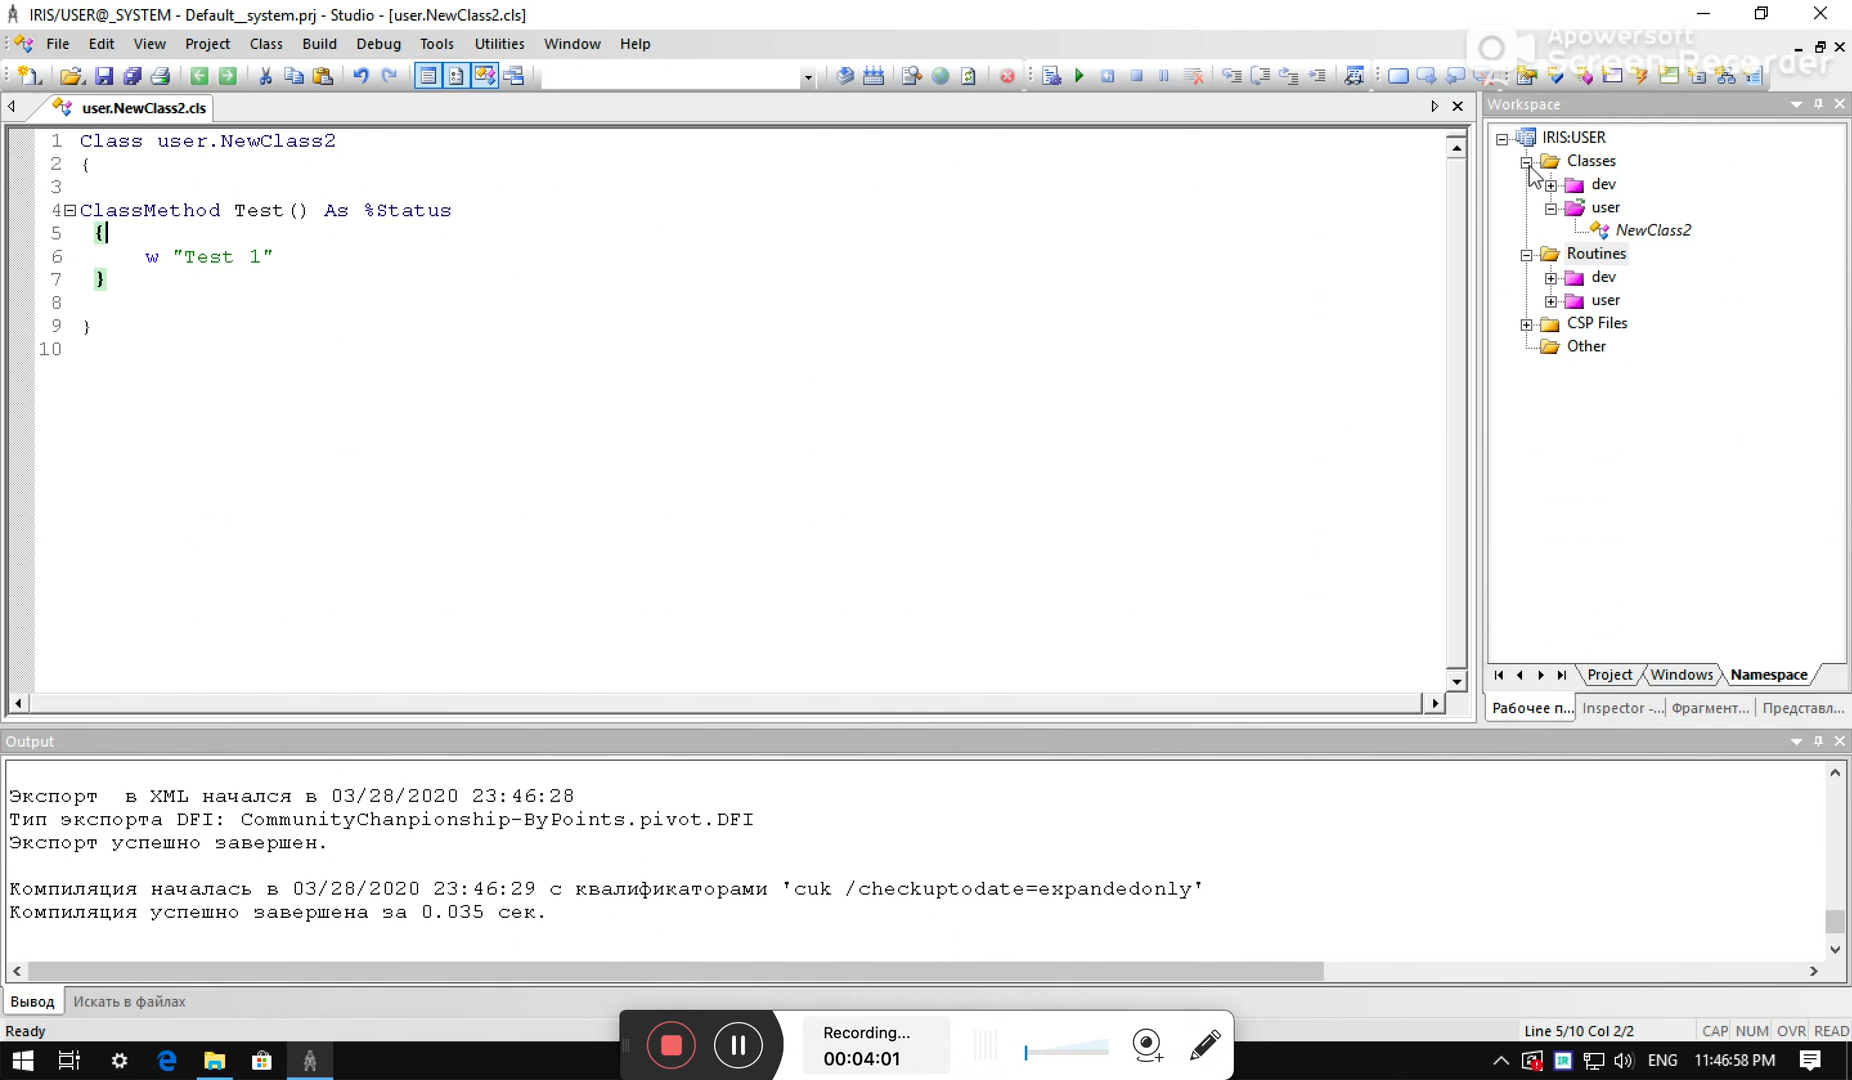 IRIS/USER@_SYSTEM - Default__system.prj - Studio - [user.NewClass2.cls]
File Edit View Project Class Build Debug Tools Utilities Window Help
Apowersoft
Screen Recorder
user.NewClass2.cls
Workspace
1 Class user.NewClass2
2 {
3
4 ClassMethod Test() As %Status
5 {
6 w "Test 1"
7 }
8
9 }
10
IRIS:USER
Classes
dev
user
NewClass2
Routines
dev
user
CSP Files
Other
Project Windows Namespace
Рабочее п... Inspector -... Фрагмент... Представл...
Output
Экспорт в XML начался в 03/28/2020 23:46:28
Тип экспорта DFI: CommunityChanpionship-ByPoints.pivot.DFI
Экспорт успешно завершен.
Компиляция началась в 03/28/2020 23:46:29 с квалификаторами 'cuk /checkuptodate=expandedonly'
Компиляция успешно завершена за 0.035 сек.
Вывод Искать в файлах
Ready
Line 5/10 Col 2/2 CAP NUM OVR READ
Recording...
00:04:01
ENG 11:46:58 PM